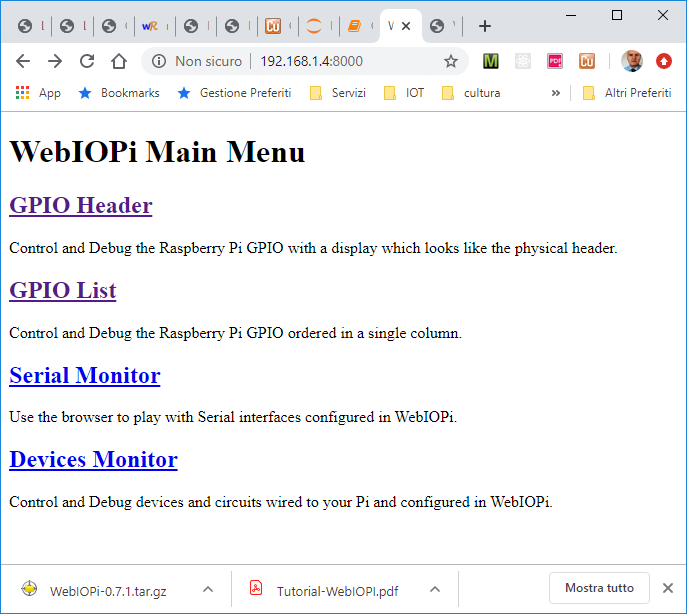 Non sicuro | 192.168.1.4:8000
App Bookmarks Gestione Preferiti Servizi IOT cultura » Altri Preferiti
WebIOPi Main Menu
GPIO Header
Control and Debug the Raspberry Pi GPIO with a display which looks like the physical header.
GPIO List
Control and Debug the Raspberry Pi GPIO ordered in a single column.
Serial Monitor
Use the browser to play with Serial interfaces configured in WebIOPi.
Devices Monitor
Control and Debug devices and circuits wired to your Pi and configured in WebIOPi.
WebIOPi-0.7.1.tar.gz Tutorial-WebIOPI.pdf Mostra tutto